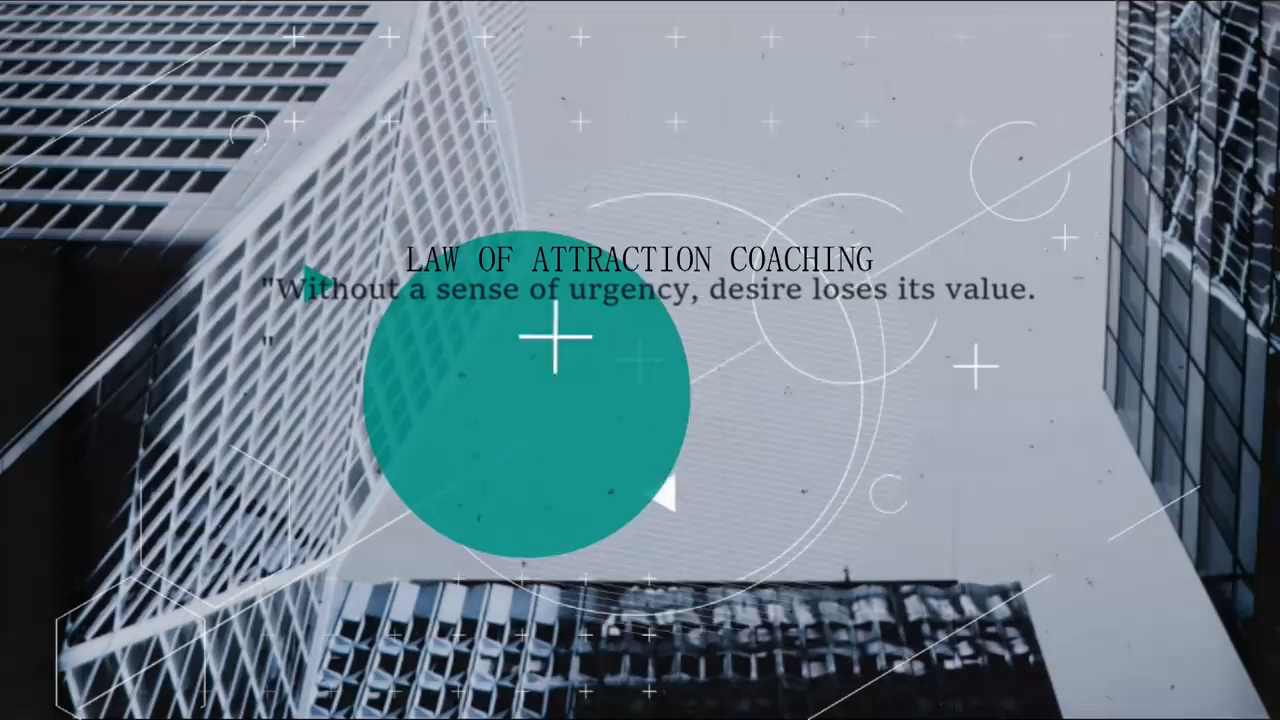 LAW OF ATTRACTION COACHING
"Without a sense of urgency, desire loses its value.
"